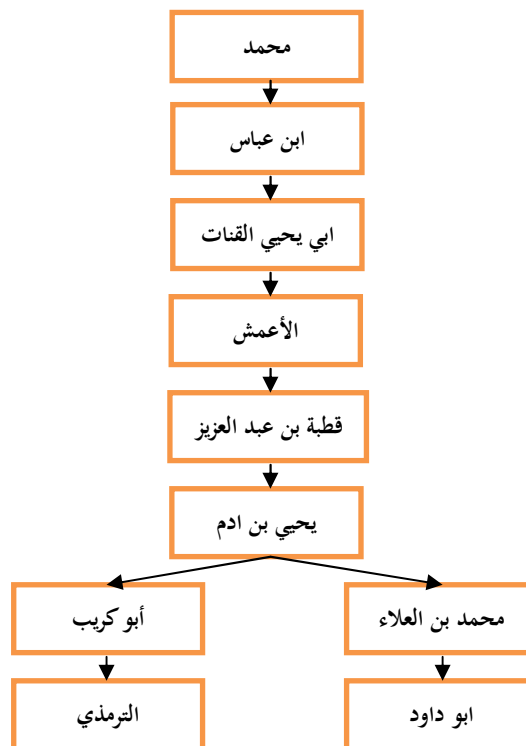 محمد
ابن عباس
ابي يحيي القنات
الأعمش
قطبة بن عبد العزيز
يحيي بن ادم
محمد بن العلاء
أبو كريب
ابو داود
الترمذي